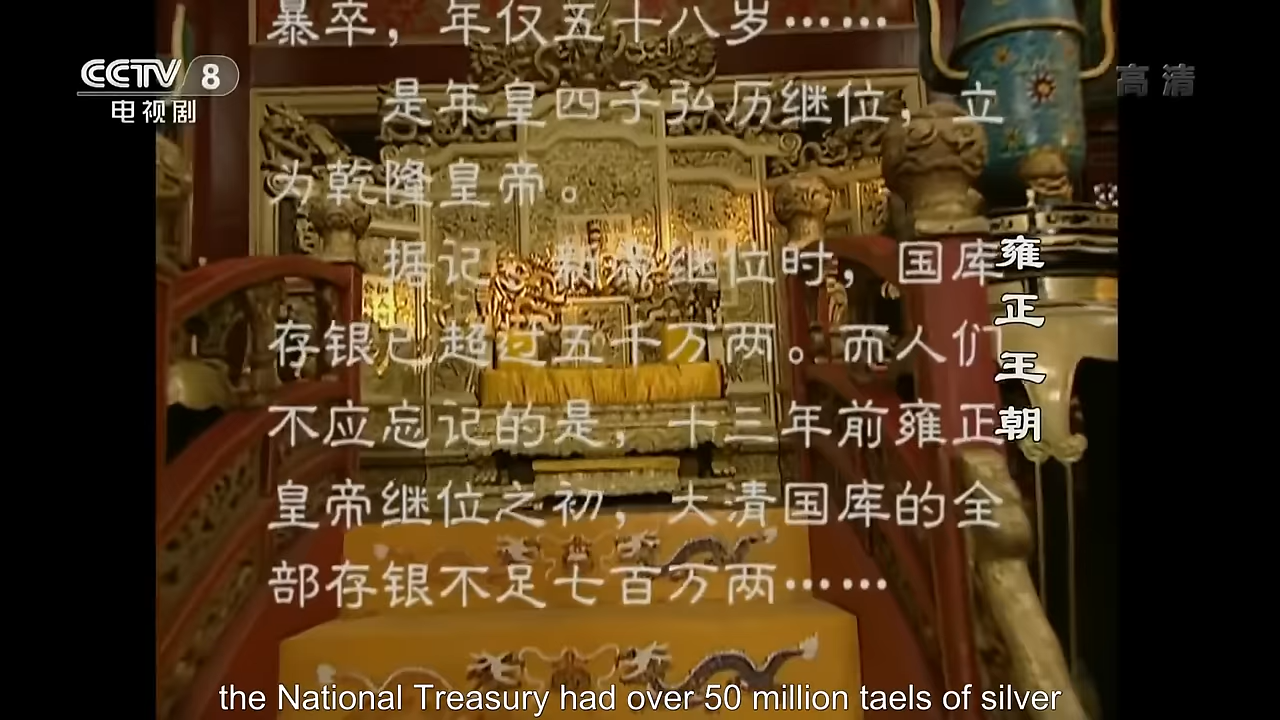 暴卒，年仅五十八岁……
CCTV 8
电视剧
高清
是年皇四子弘历继位，立
为乾隆皇帝。
据记，新帝继位时，国库
存银已超过五千万两。而人们
不应忘记的是，十三年前雍正
皇帝继位之初，大清国库的全
部存银不足七百万两……
雍正王朝
the National Treasury had over 50 million taels of silver